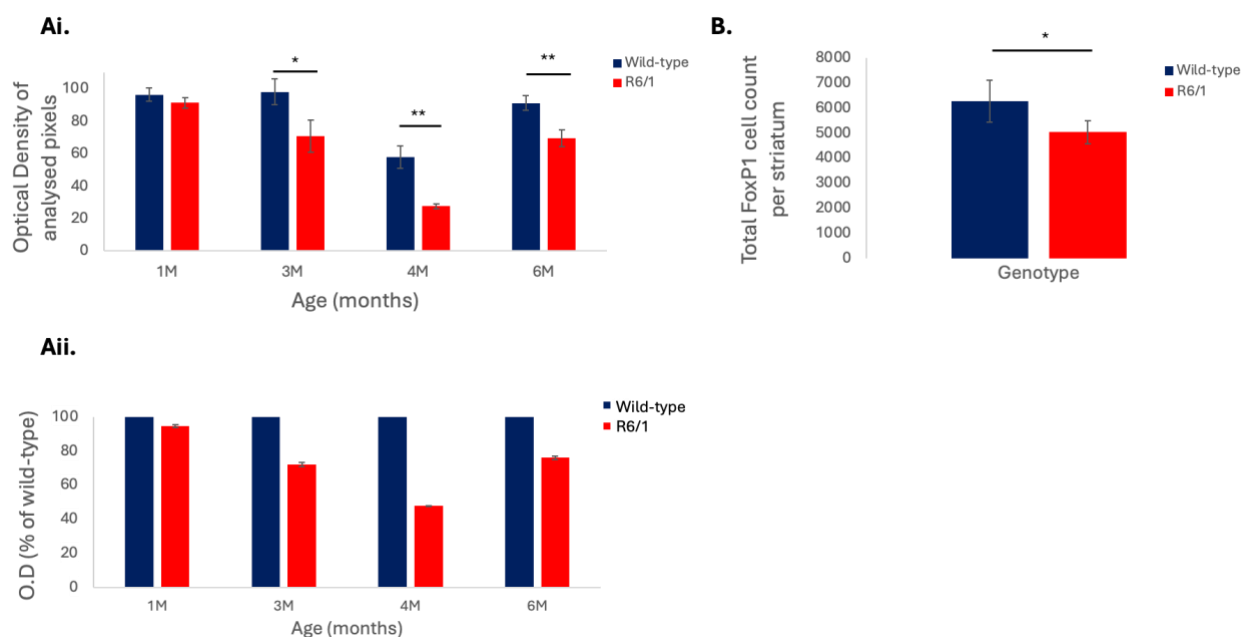 Ai.
Optical Density of
analysed pixels
100
80
60
40
20
0
*
**
**
1M
3M
4M
6M
Age (months)
Wild-type
R6/1
B.
Total FoxP1 cell count
per striatum
8000
7000
6000
5000
4000
3000
2000
1000
0
*
Genotype
Wild-type
R6/1
Aii.
O.D (% of wild-type)
100
80
60
40
20
0
1M
3M
4M
6M
Age (months)
Wild-type
R6/1